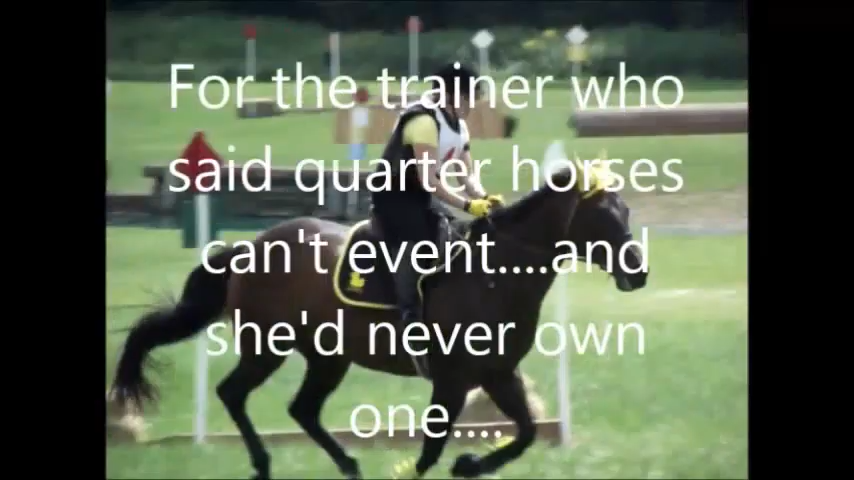 For the trainer who
said quarter horses
can't event....and
she'd never own
one....